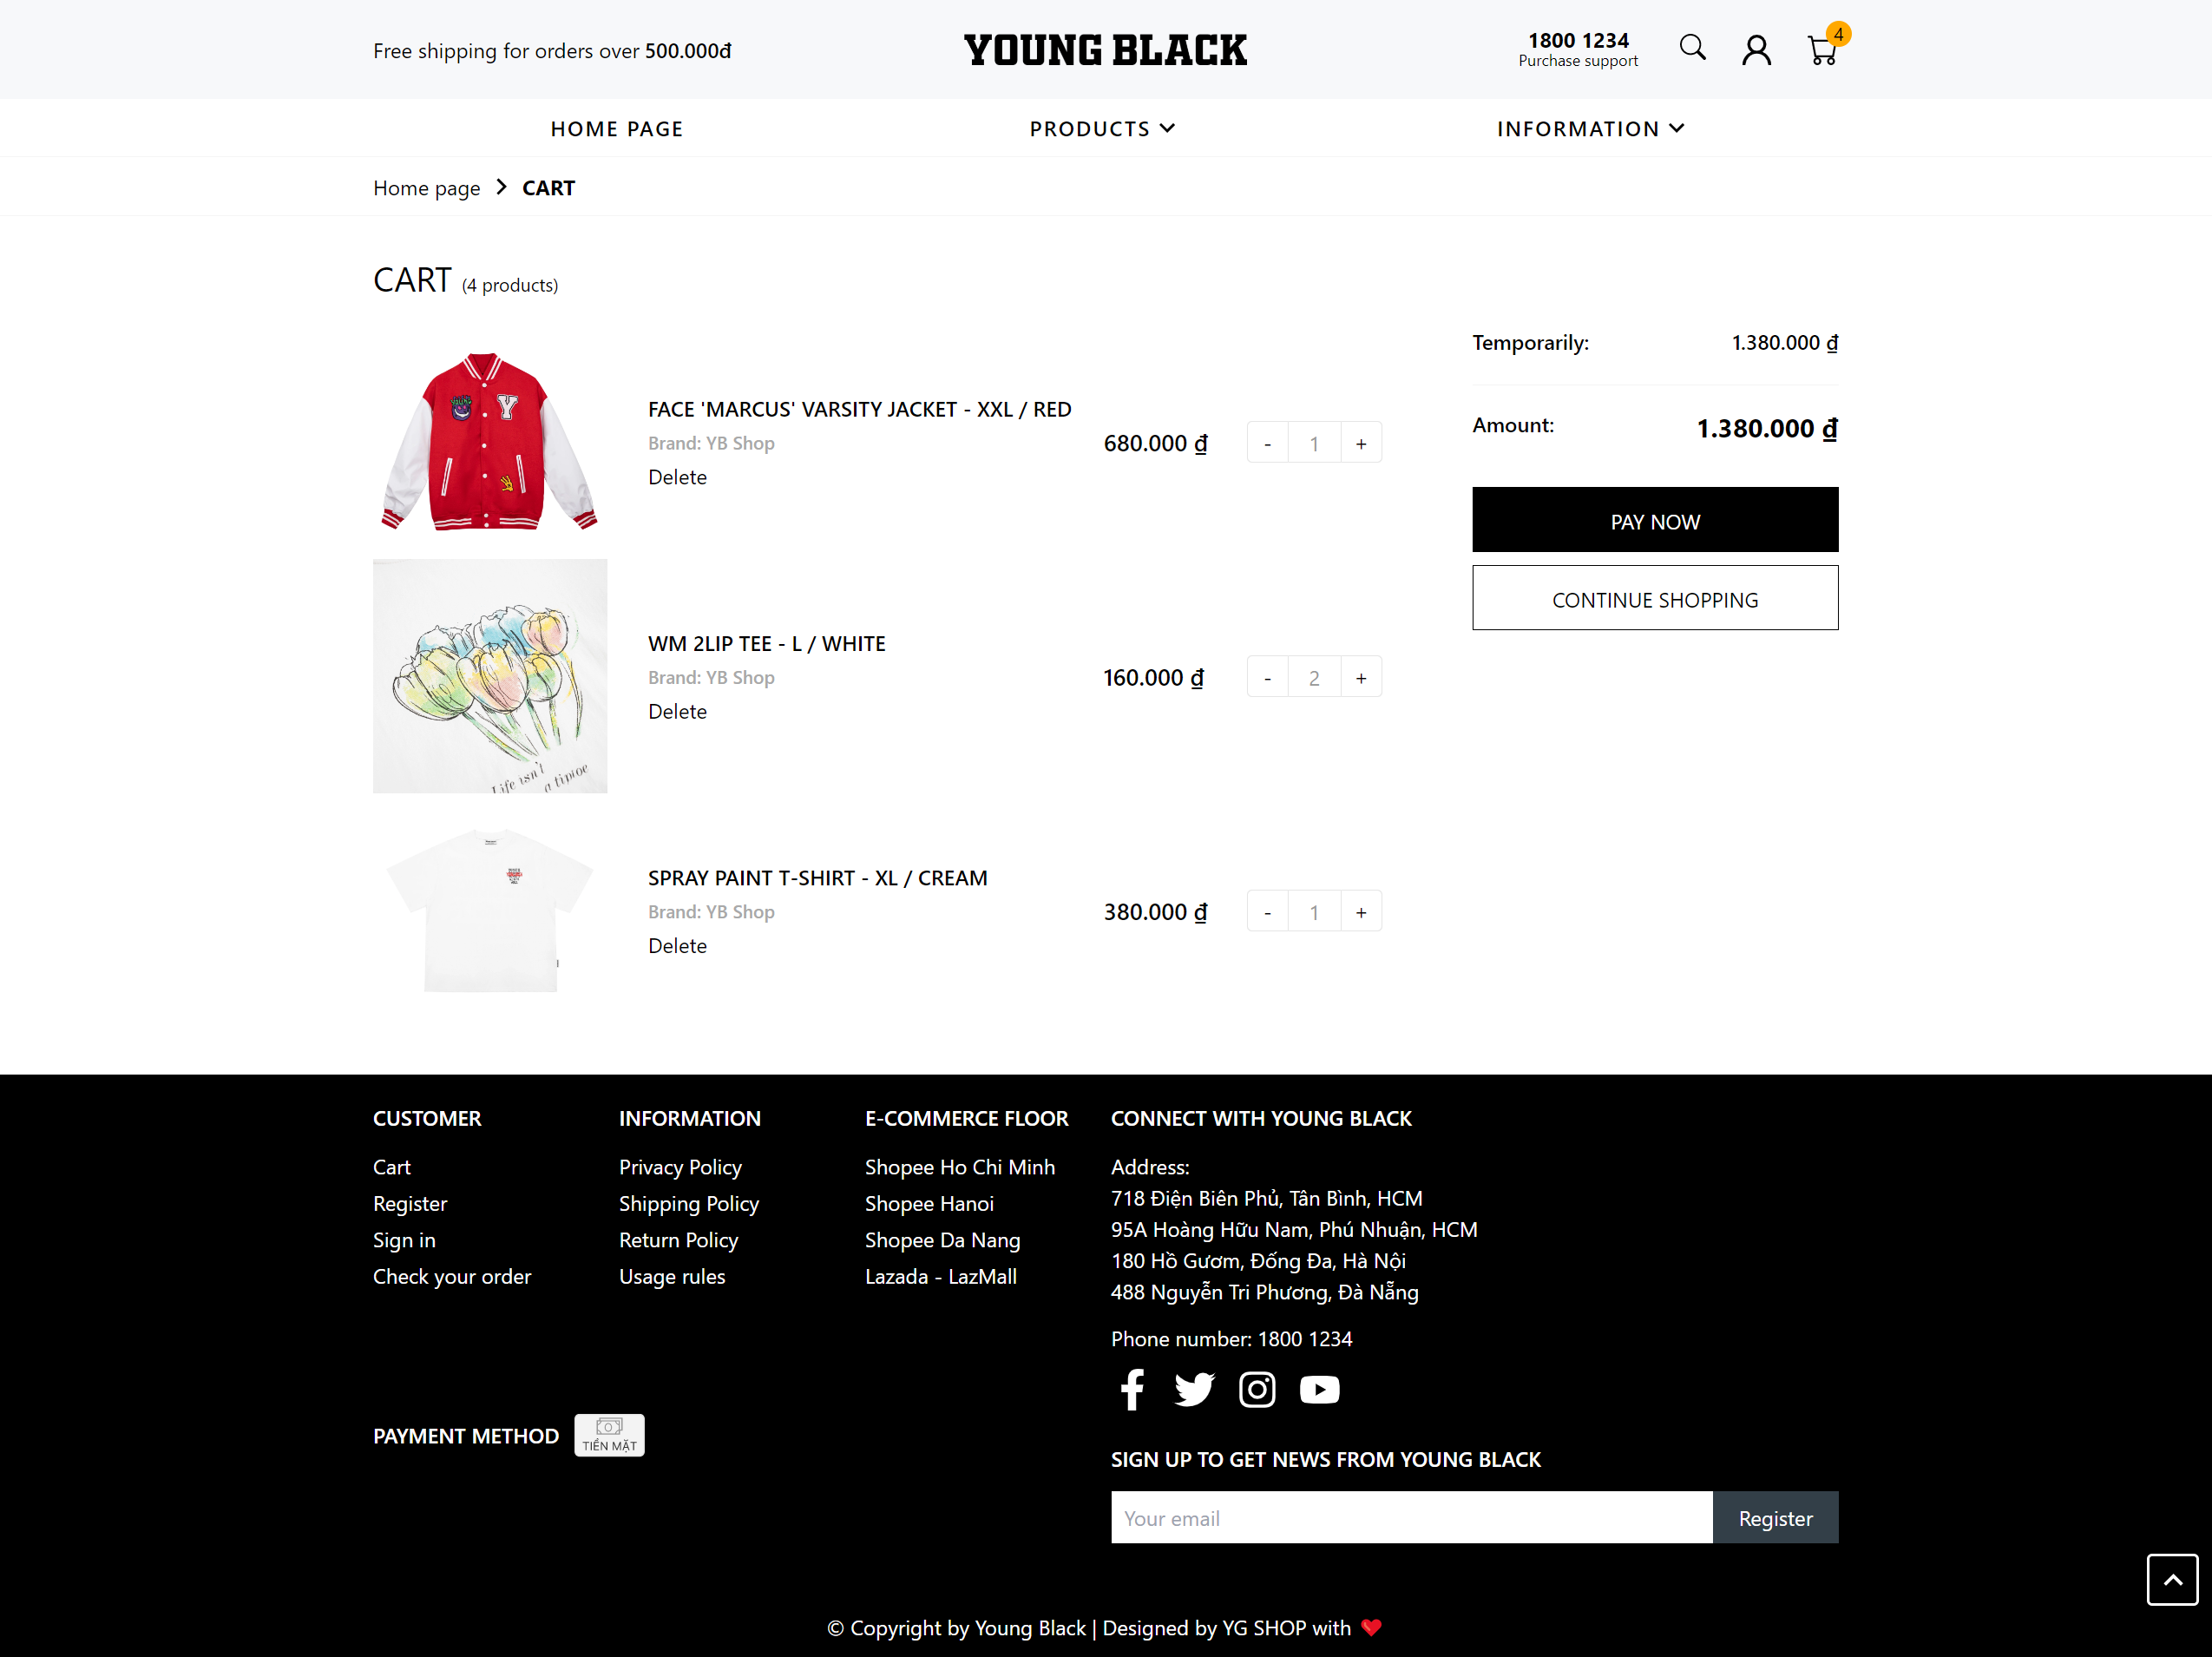 Free shipping for orders over 500.000đ
YOUNG BLACK
1800 1234
Purchase support
4
HOME PAGE
PRODUCTS
INFORMATION
Home page
CART
CART (4 products)
FACE 'MARCUS' VARSITY JACKET - XXL / RED
Brand: YB Shop
Delete
680.000 ₫
- 1 +
WM 2LIP TEE - L / WHITE
Brand: YB Shop
Delete
160.000 ₫
- 2 +
Life isn't
a tiptoe
SPRAY PAINT T-SHIRT - XL / CREAM
Brand: YB Shop
Delete
380.000 ₫
- 1 +
Temporarily: 1.380.000 ₫
Amount: 1.380.000 ₫
PAY NOW
CONTINUE SHOPPING
CUSTOMER
Cart
Register
Sign in
Check your order
INFORMATION
Privacy Policy
Shipping Policy
Return Policy
Usage rules
E-COMMERCE FLOOR
Shopee Ho Chi Minh
Shopee Hanoi
Shopee Da Nang
Lazada - LazMall
CONNECT WITH YOUNG BLACK
Address:
718 Điện Biên Phủ, Tân Bình, HCM
95A Hoàng Hữu Nam, Phú Nhuận, HCM
180 Hồ Gươm, Đống Đa, Hà Nội
488 Nguyễn Tri Phương, Đà Nẵng
Phone number: 1800 1234
PAYMENT METHOD
TIỀN MẶT
SIGN UP TO GET NEWS FROM YOUNG BLACK
Your email
Register
© Copyright by Young Black | Designed by YG SHOP with ❤